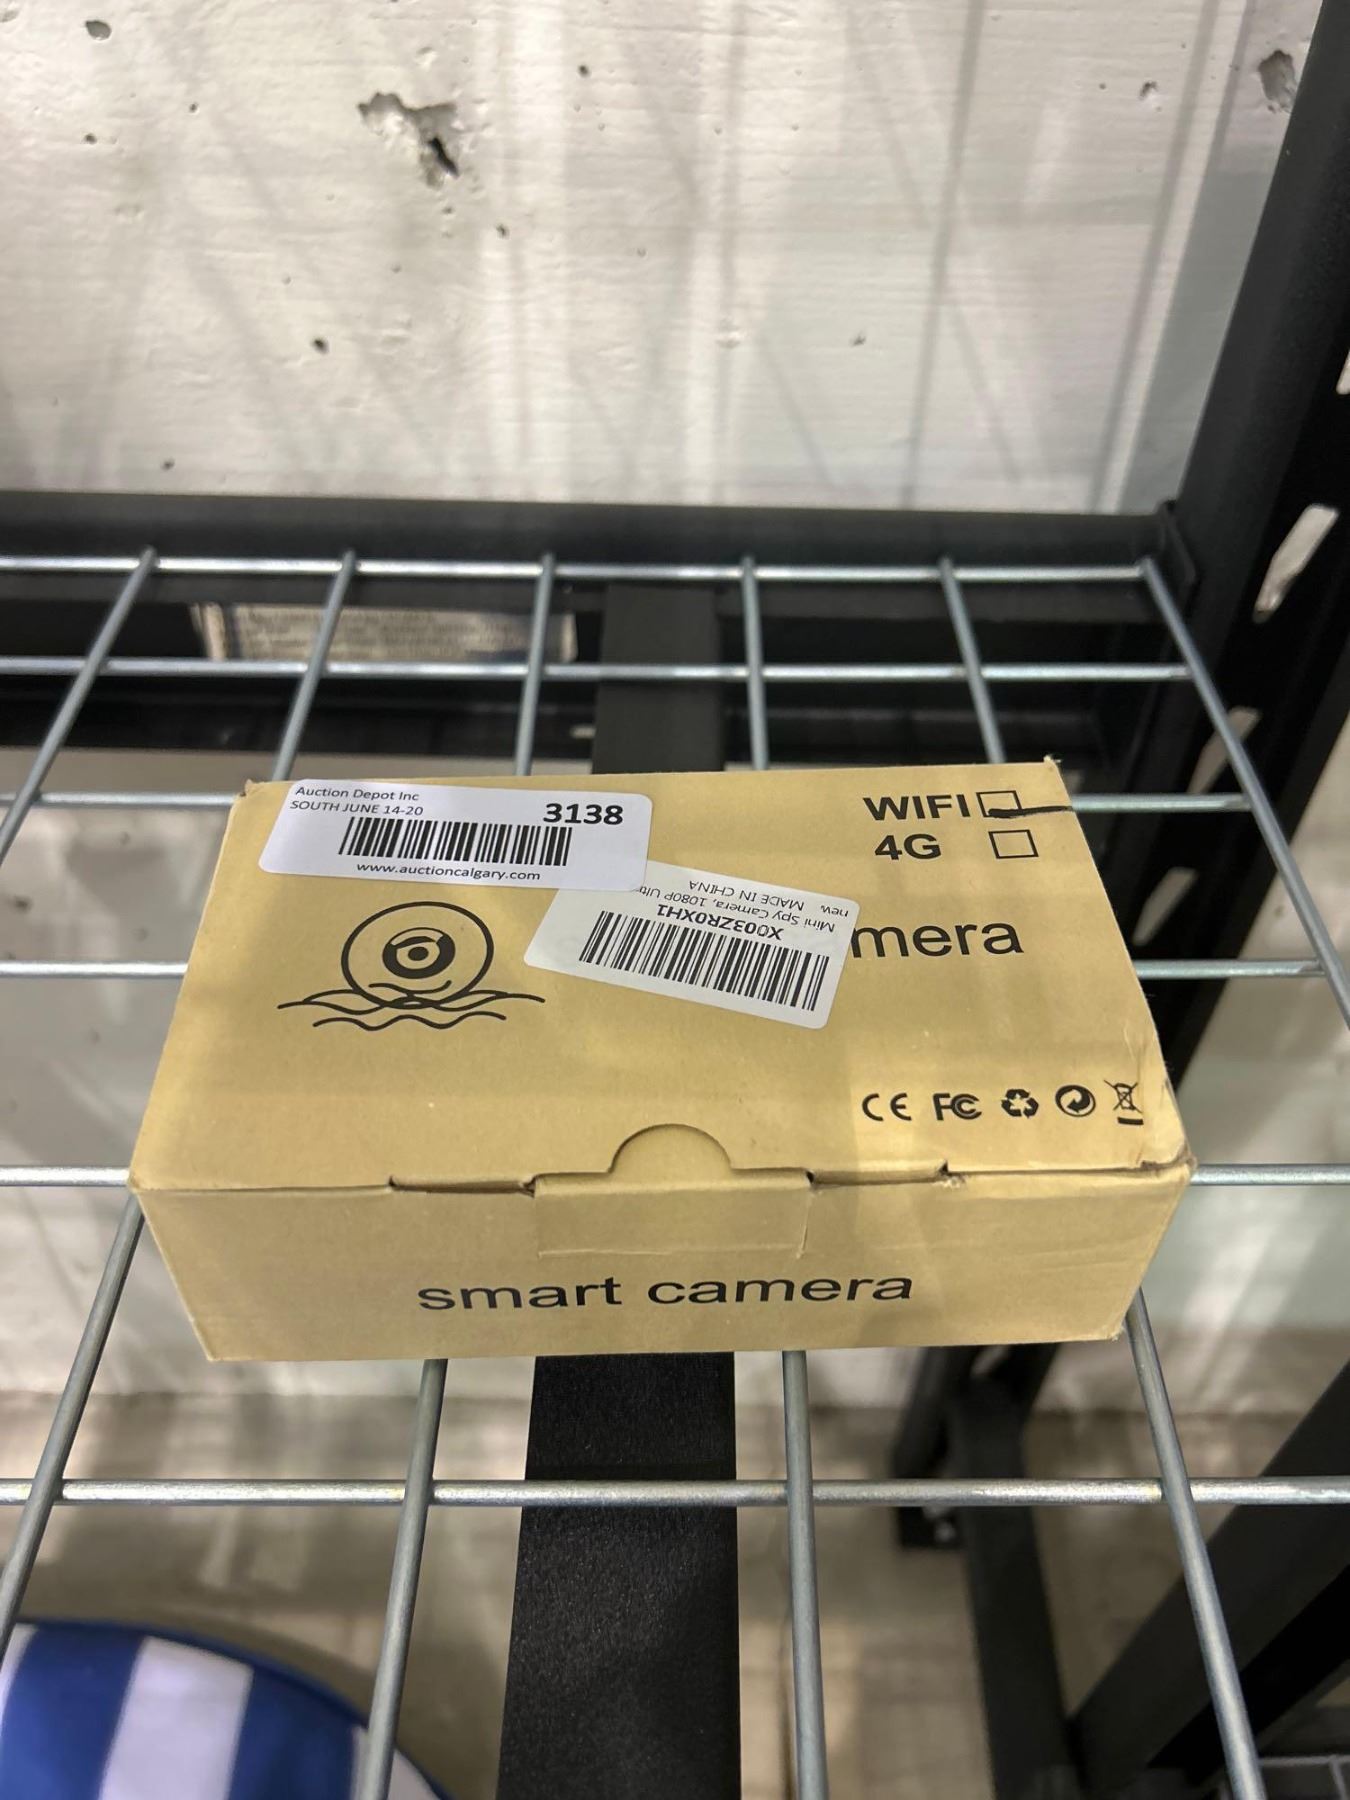 Auction Depot Inc
SOUTH JUNE 14-20
3138
www.auctioncalgary.com
WIFI
4G
X003ZR0XH1
Mini Spy Camera, 1080P
new, MADE IN CHINA
mera
CE FC
smart camera